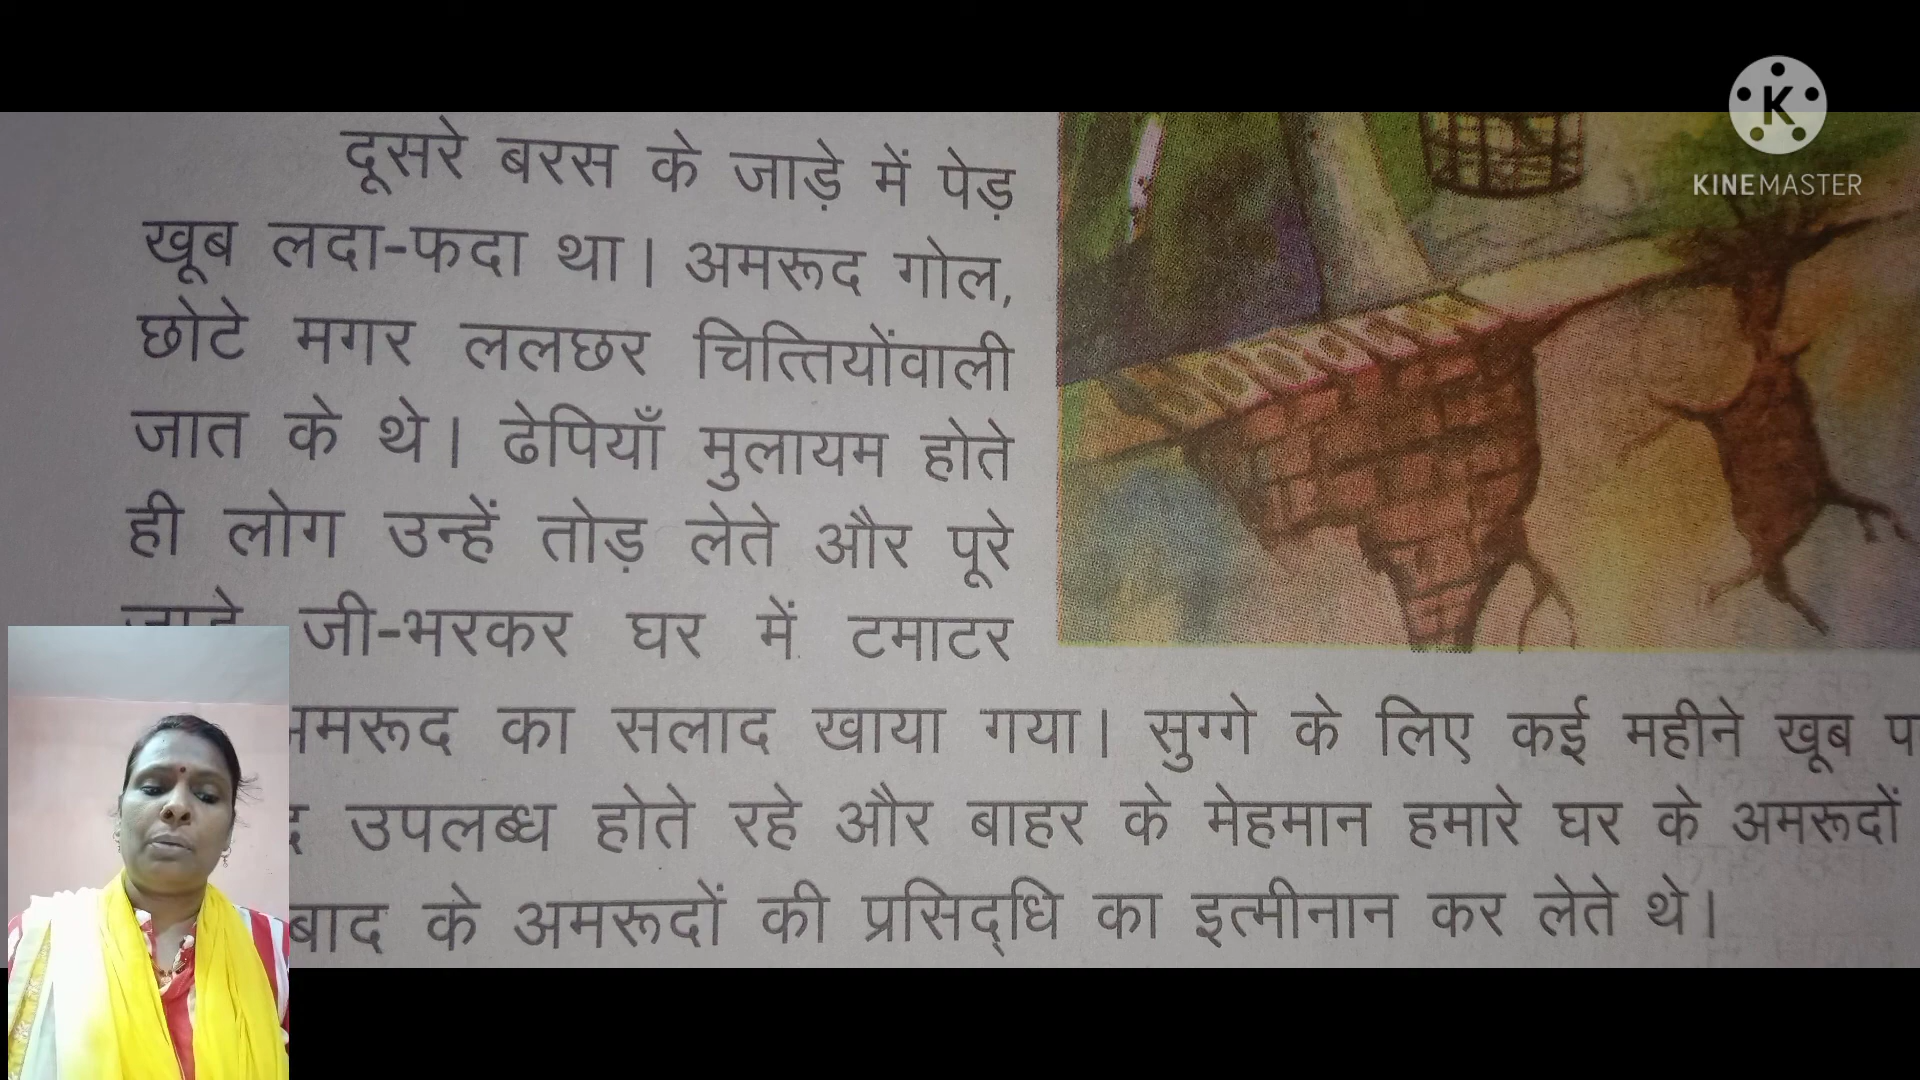 दूसरे बरस के जाड़े में पेड़
खूब लदा-फदा था। अमरूद गोल,
छोटे मगर ललछर चित्तियोंवाली
जात के थे। ढेपियाँ मुलायम होते
ही लोग उन्हें तोड़ लेते और पूरे
जी-भरकर घर में टमाटर
का सलाद खाया गया। सुग्गे के लिए कई महीने खूब
उपलब्ध होते रहे और बाहर के मेहमान हमारे घर के अमरूदों
के अमरूदों की प्रसिद्धि का इत्मीनान कर लेते थे।
K
KINEMASTER